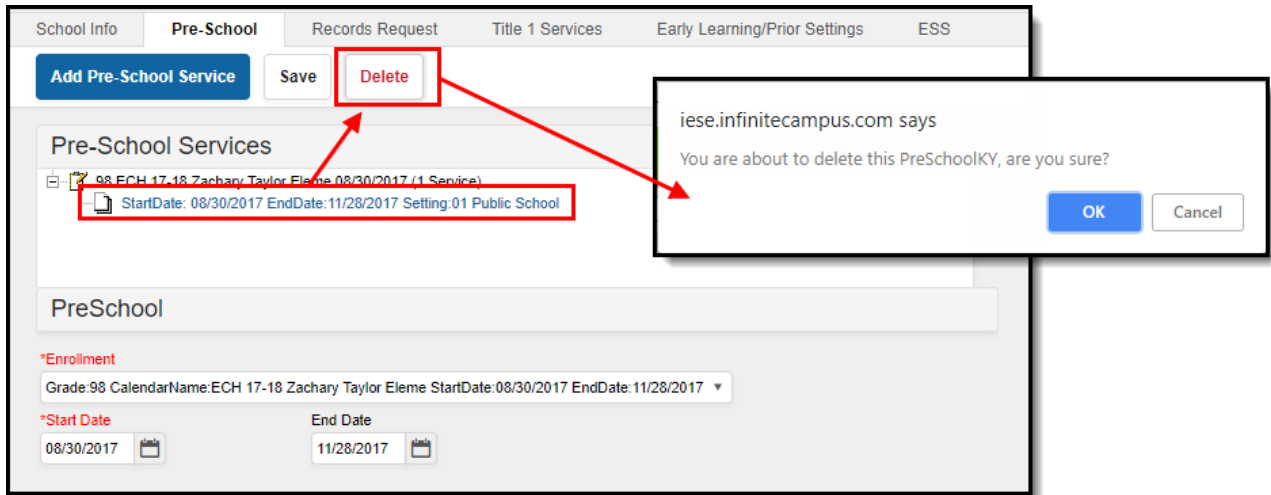 School Info Pre-School Records Request Title 1 Services Early Learning/Prior Settings ESS
Add Pre-School Service Save Delete
iese.infinitecampus.com says
You are about to delete this PreSchoolKY, are you sure?
OK Cancel
Pre-School Services
98 ECH 17-18 Zachary Taylor Eleme 08/30/2017 (1 Service)
StartDate: 08/30/2017 EndDate:11/28/2017 Setting:01 Public School
PreSchool
*Enrollment
Grade:98 CalendarName:ECH 17-18 Zachary Taylor Eleme StartDate:08/30/2017 EndDate:11/28/2017
*Start Date End Date
08/30/2017 11/28/2017